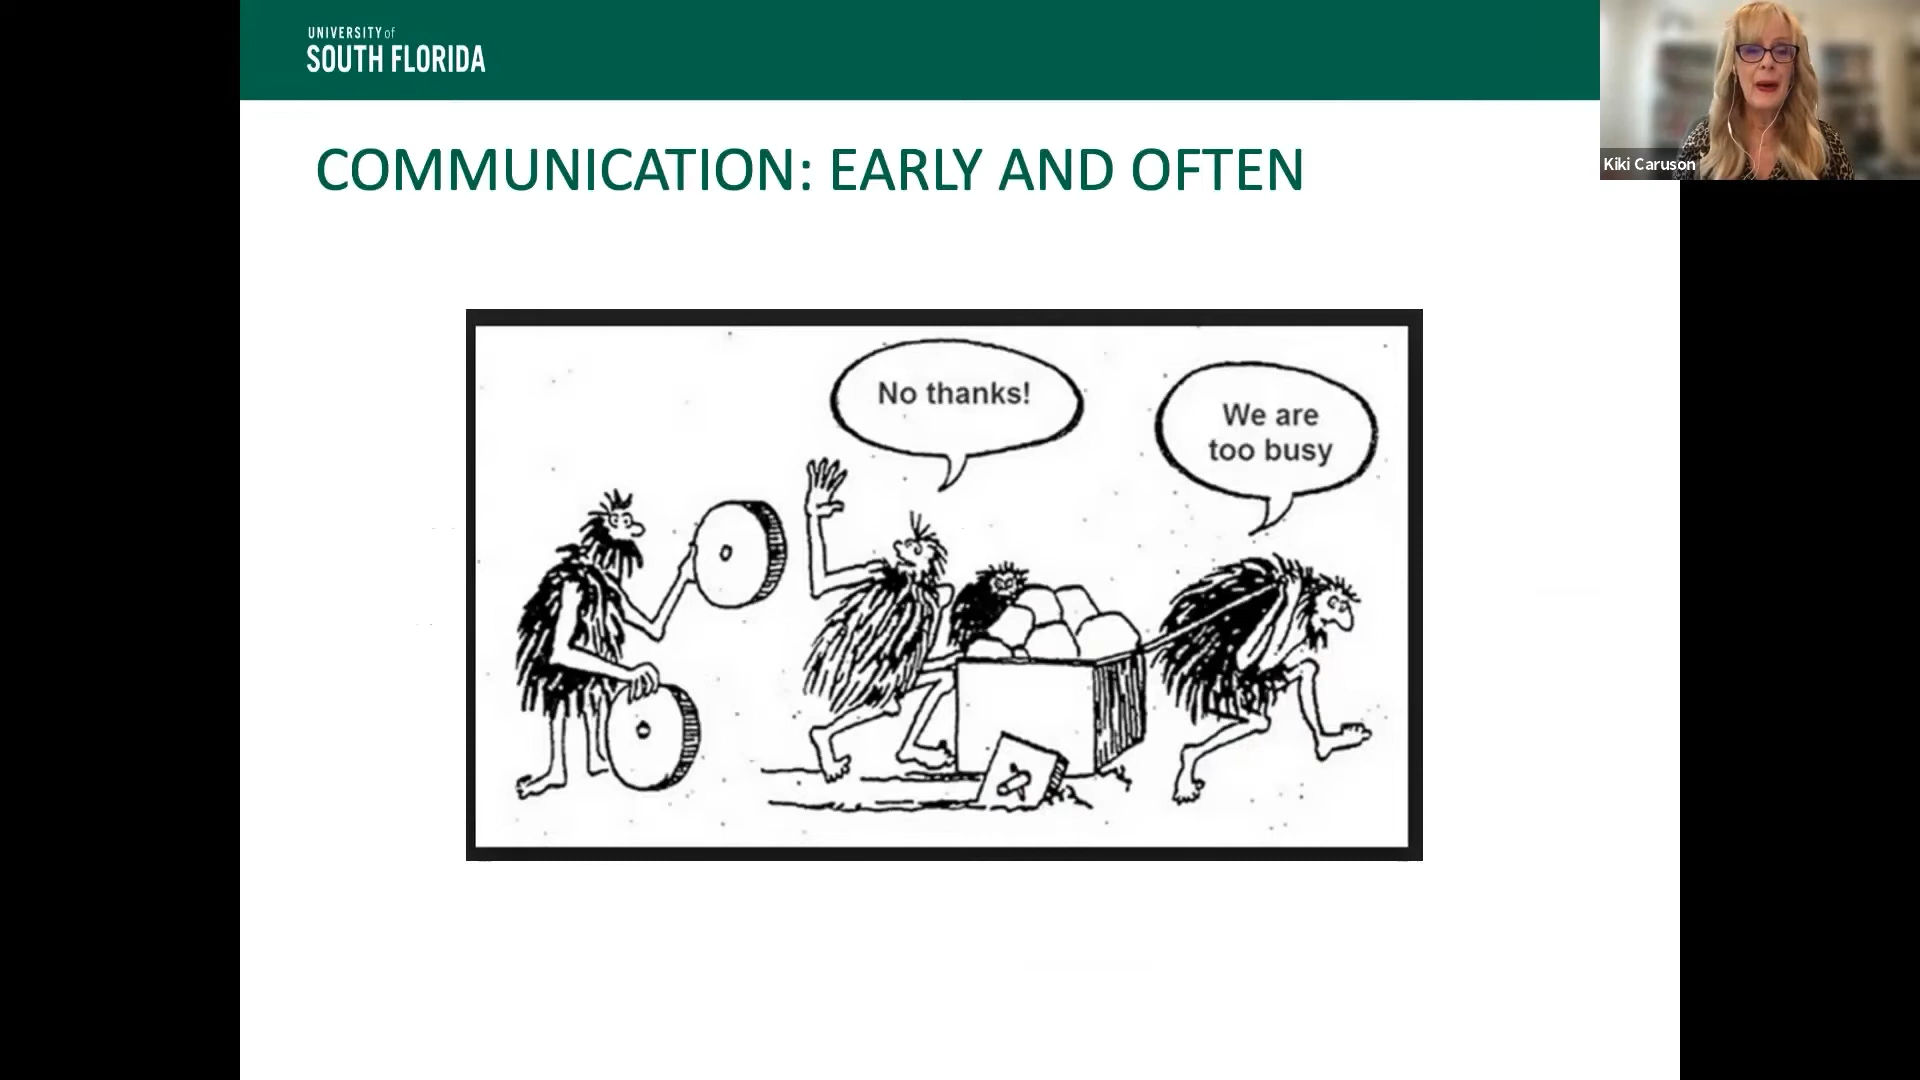 UNIVERSITY of
SOUTH FLORIDA
Kiki Caruson
COMMUNICATION: EARLY AND OFTEN
No thanks!
We are
too busy